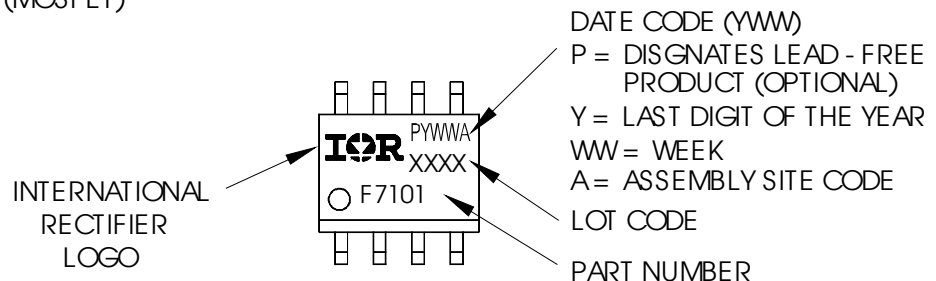 DATE CODE (YWW)
P = DISGNATES LEAD - FREE
PRODUCT (OPTIONAL)
Y = LAST DIGIT OF THE YEAR
WW = WEEK
A = ASSEMBLY SITE CODE
LOT CODE
PART NUMBER
INTERNATIONAL
RECTIFIER
LOGO
IOR
PYWWA
XXXX
F7101